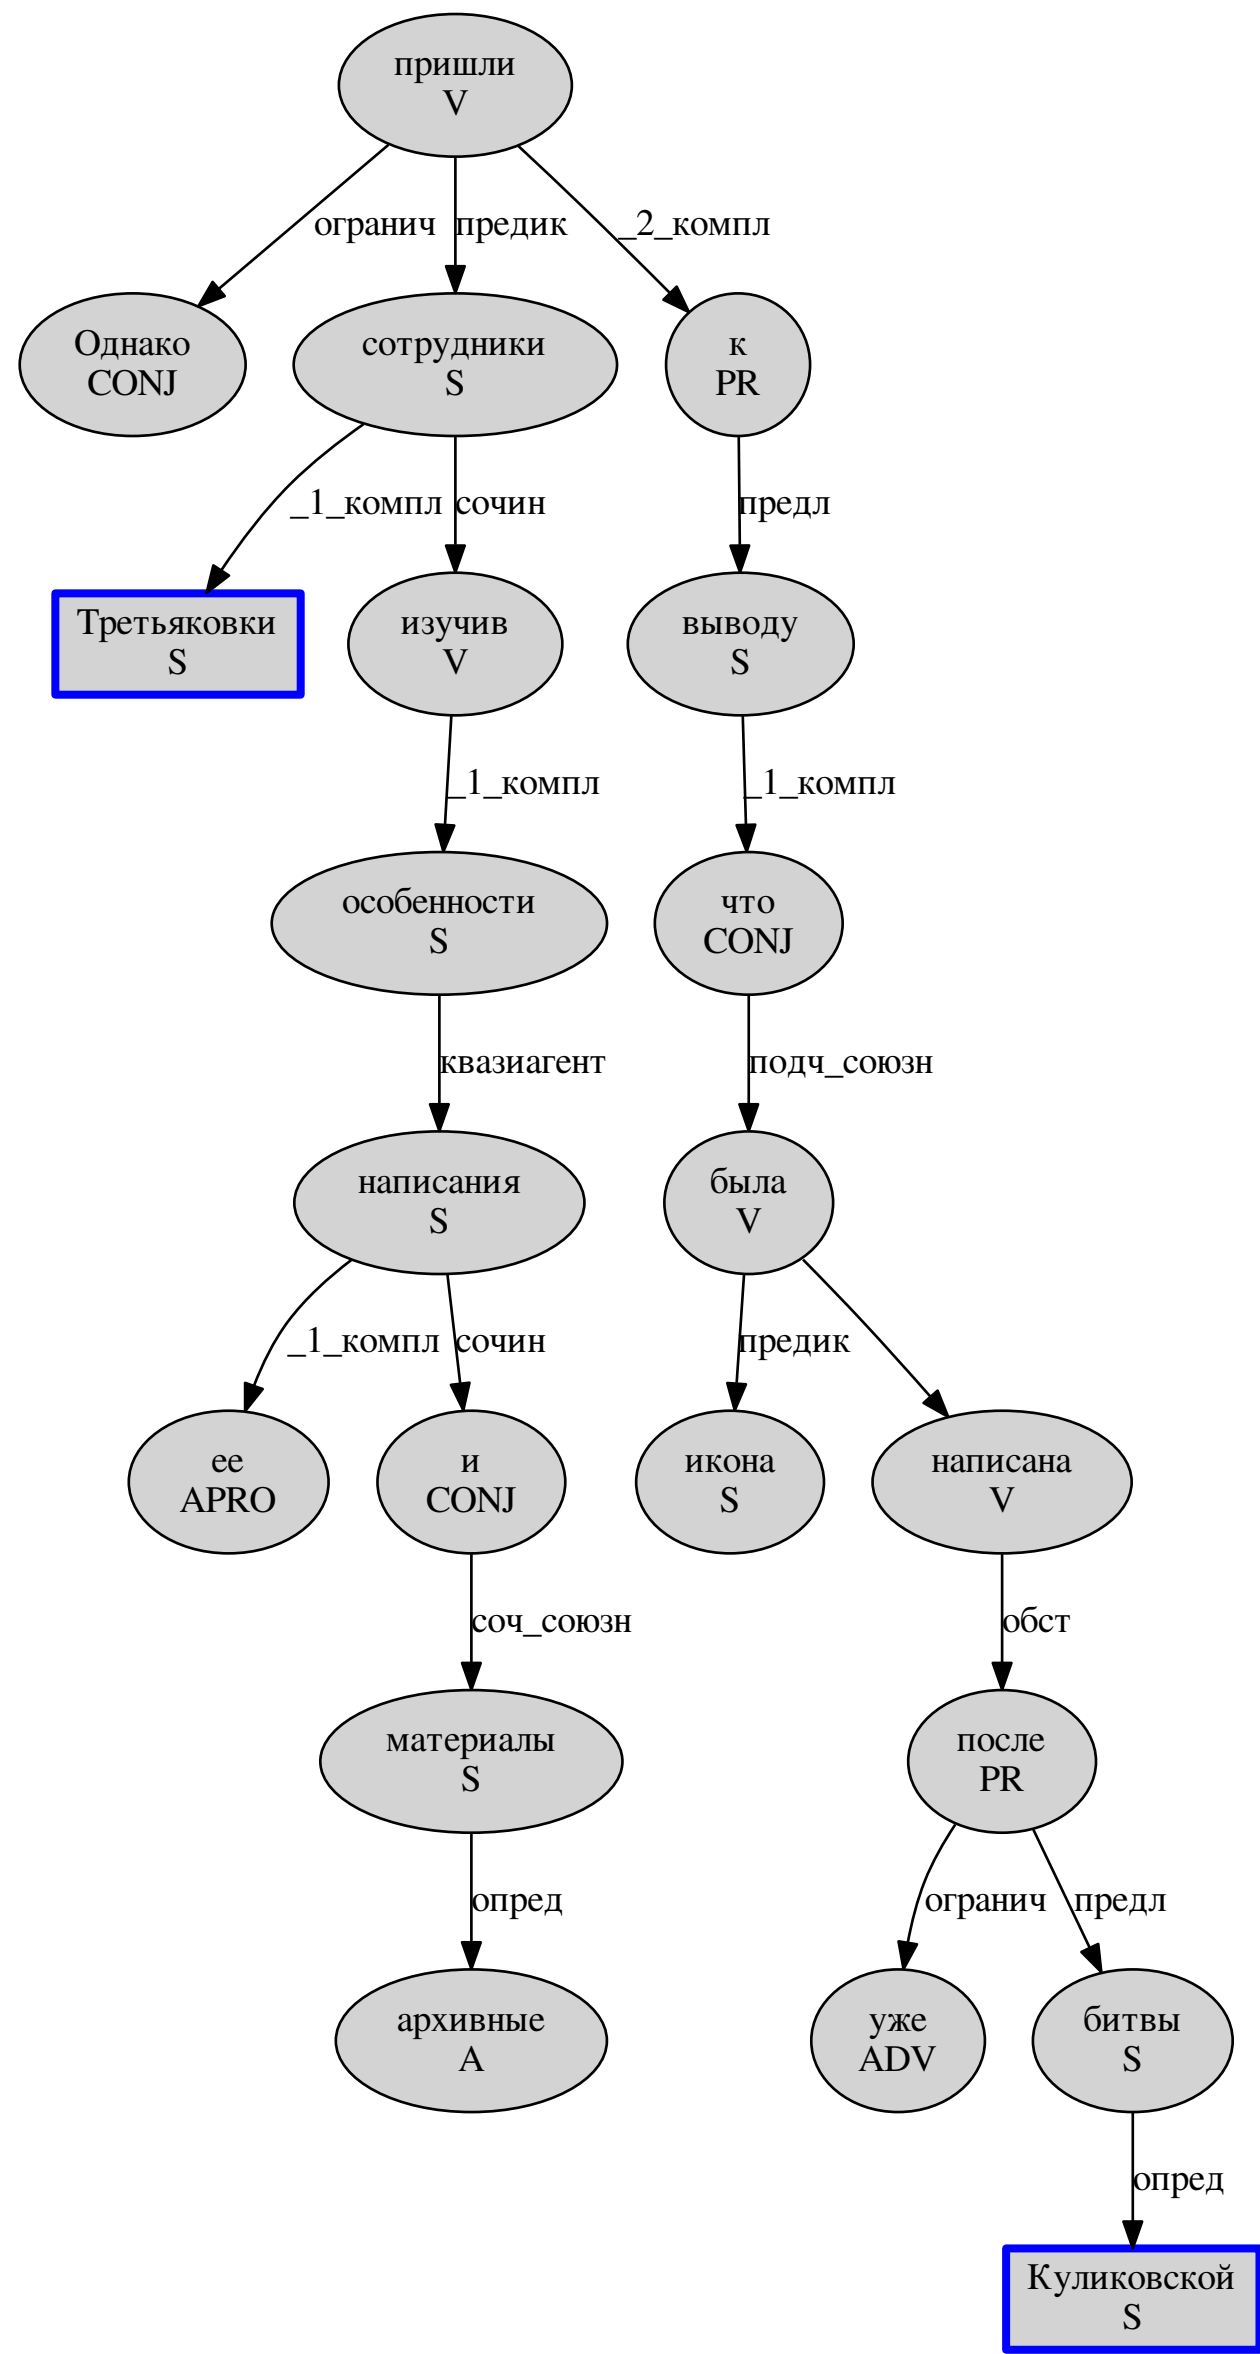 пришли
V
огранич
предик
_2_компл
Однако
CONJ
сотрудники
S
к
PR
_1_компл
сочин
предл
Третьяковки
S
изучив
V
выводу
S
_1_компл
_1_компл
особенности
S
что
CONJ
квазиагент
подч_союзн
написания
S
была
V
_1_компл
сочин
предик
ее
APRO
и
CONJ
икона
S
написана
V
соч_союзн
обст
материалы
S
после
PR
опред
огранич
предл
архивные
A
уже
ADV
битвы
S
опред
Куликовской
S